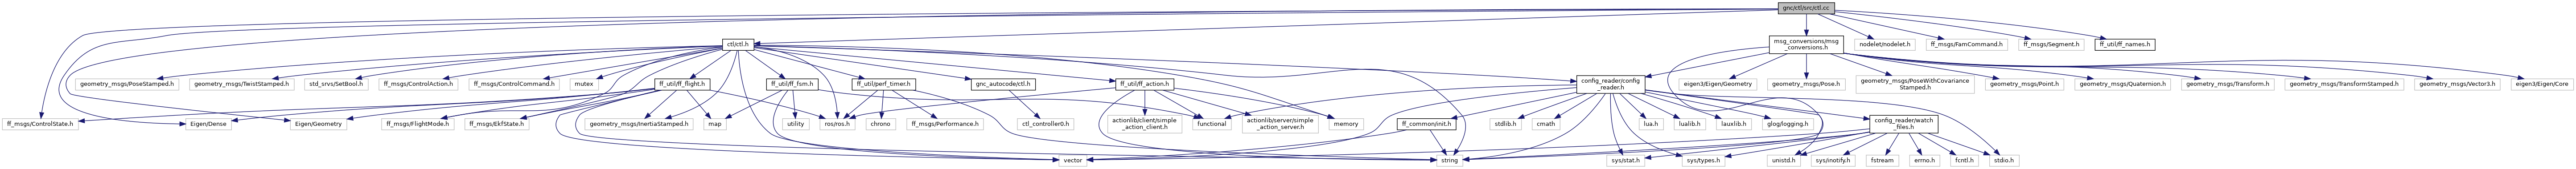 gnc/ctl/src/ctl.cc
ctl/ctl.h
msg_conversions/msg
_conversions.h
nodelet/nodelet.h
ff_msgs/FamCommand.h
ff_msgs/Segment.h
ff_util/ff_names.h
geometry_msgs/PoseStamped.h
geometry_msgs/TwistStamped.h
std_srvs/SetBool.h
ff_msgs/ControlAction.h
ff_msgs/ControlCommand.h
mutex
ff_util/ff_flight.h
ff_util/ff_fsm.h
ff_util/perf_timer.h
gnc_autocode/ctl.h
ff_util/ff_action.h
config_reader/config
_reader.h
eigen3/Eigen/Geometry
geometry_msgs/Pose.h
geometry_msgs/PoseWithCovariance
Stamped.h
geometry_msgs/Point.h
geometry_msgs/Quaternion.h
geometry_msgs/Transform.h
geometry_msgs/TransformStamped.h
geometry_msgs/Vector3.h
eigen3/Eigen/Core
ff_msgs/ControlState.h
Eigen/Dense
Eigen/Geometry
ff_msgs/FlightMode.h
ff_msgs/EkfState.h
geometry_msgs/InertiaStamped.h
map
utility
ros/ros.h
chrono
ff_msgs/Performance.h
ctl_controller0.h
actionlib/client/simple
_action_client.h
functional
actionlib/server/simple
_action_server.h
memory
ff_common/init.h
stdlib.h
cmath
lua.h
lualib.h
lauxlib.h
glog/logging.h
config_reader/watch
_files.h
vector
string
sys/stat.h
sys/types.h
unistd.h
sys/inotify.h
fstream
errno.h
fcntl.h
stdio.h